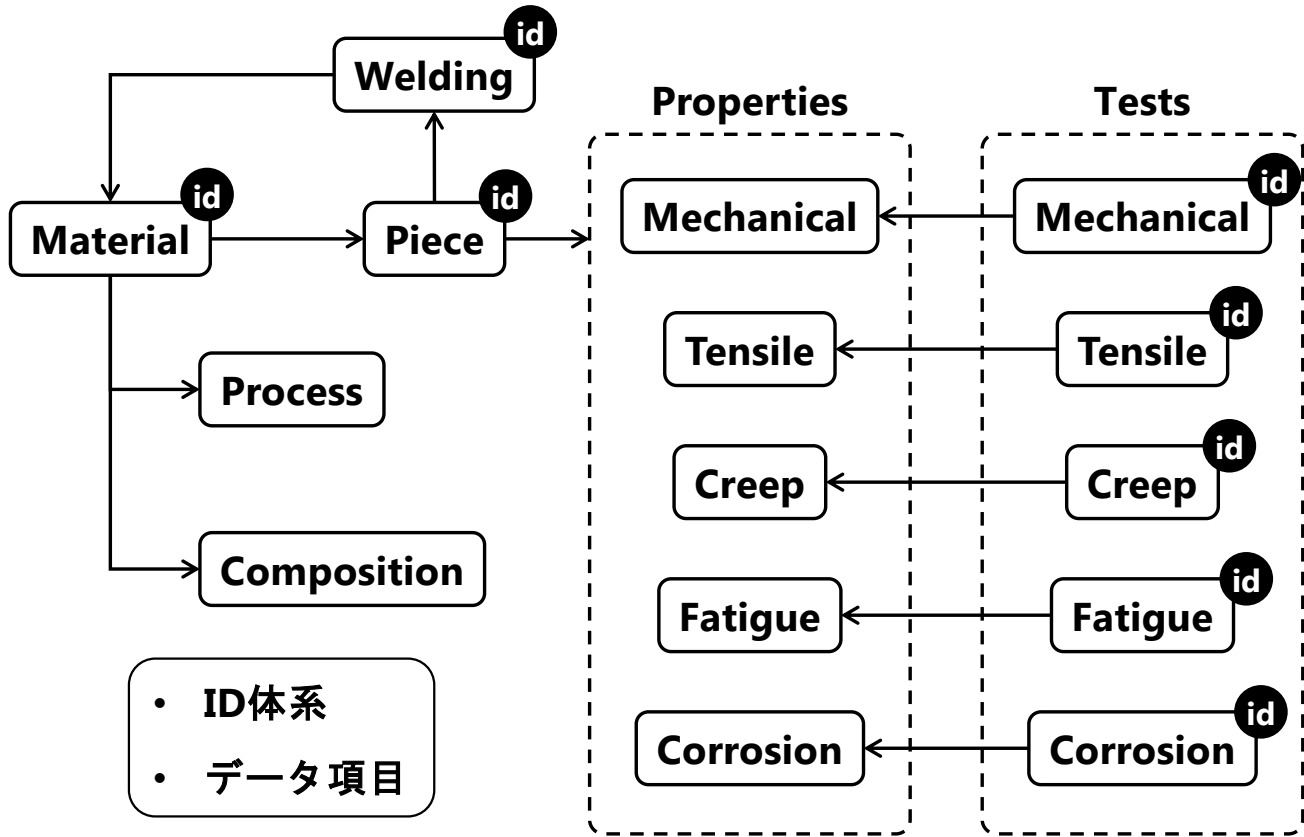 id
Welding
Properties
Tests
id
Material
id
Piece
Mechanical
id
Mechanical
Tensile
id
Tensile
Process
Creep
id
Creep
Composition
Fatigue
id
Fatigue
• ID体系
• データ項目
Corrosion
id
Corrosion